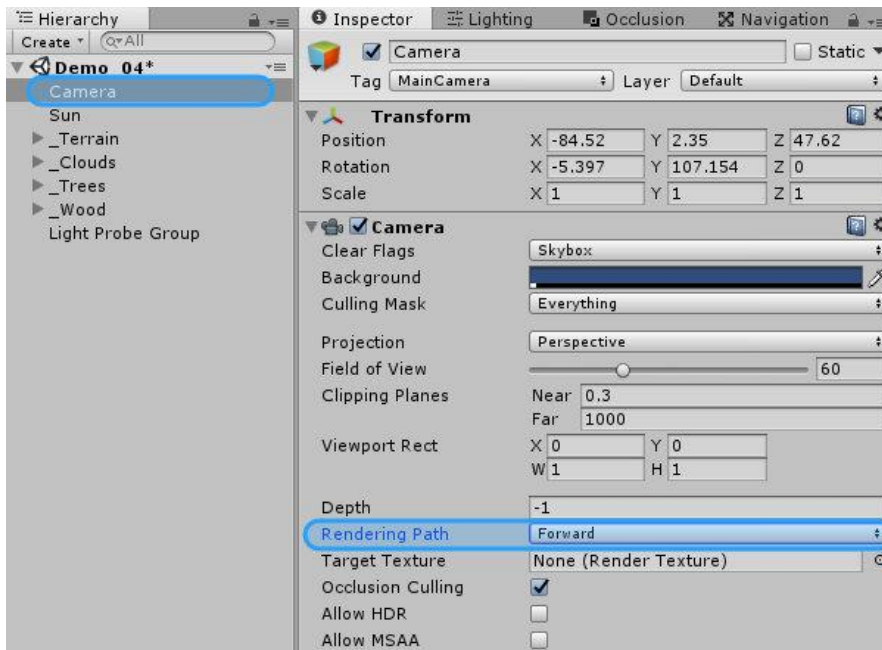 Hierarchy
Create All
Demo_04*
Camera
Sun
_Terrain
_Clouds
_Trees
_Wood
Light Probe Group
Inspector Lighting Occlusion Navigation
Camera Static
Tag MainCamera Layer Default
Transform
Position X -84.52 Y 2.35 Z 47.62
Rotation X -5.397 Y 107.154 Z 0
Scale X 1 Y 1 Z 1
Camera
Clear Flags Skybox
Background
Culling Mask Everything
Projection Perspective
Field of View 60
Clipping Planes Near 0.3
Far 1000
Viewport Rect X 0 Y 0
W 1 H 1
Depth -1
Rendering Path Forward
Target Texture None (Render Texture)
Occlusion Culling
Allow HDR
Allow MSAA